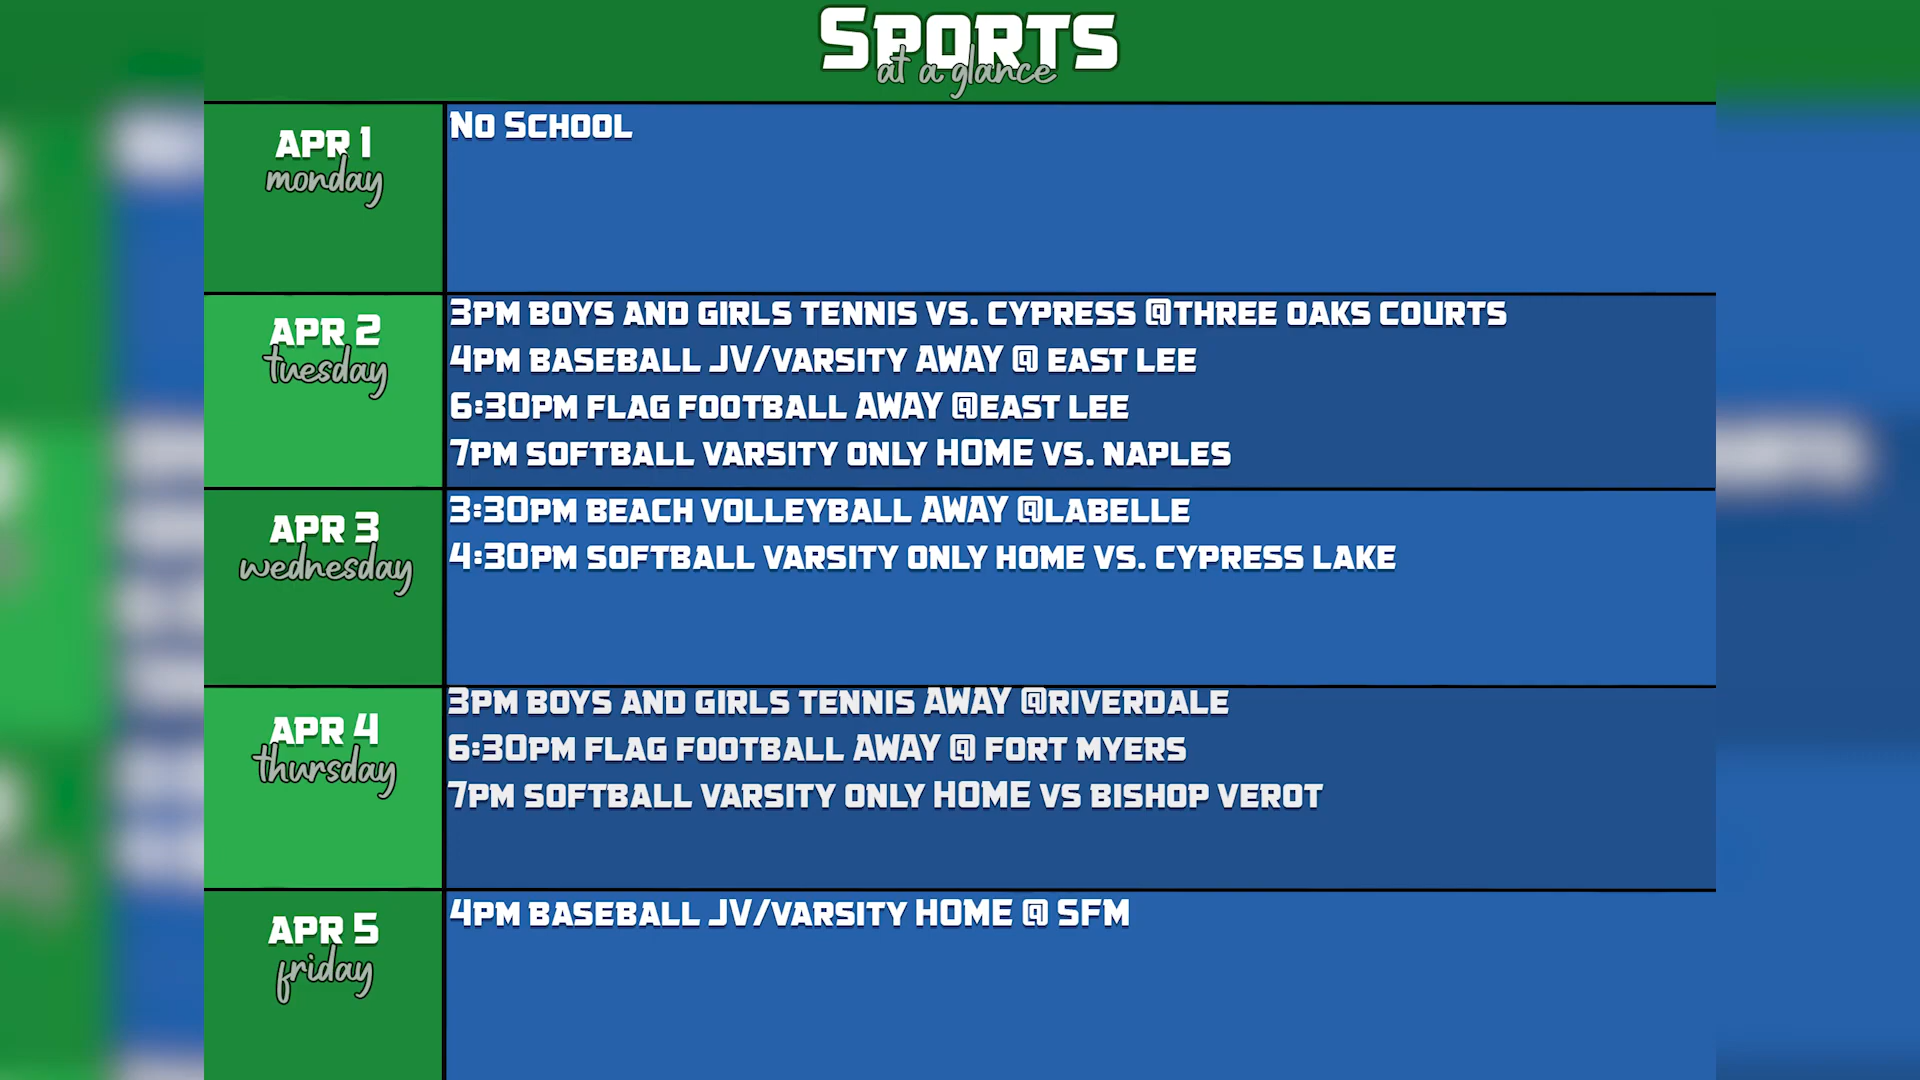 SPORTS
at a glance
APR 1
monday
No School
APR 2
tuesday
3PM BOYS AND GIRLS TENNIS VS. CYPRESS @THREE OAKS COURTS
4PM BASEBALL JV/VARSITY AWAY @ EAST LEE
6:30PM FLAG FOOTBALL AWAY @EAST LEE
7PM SOFTBALL VARSITY ONLY HOME VS. NAPLES
APR 3
wednesday
3:30PM BEACH VOLLEYBALL AWAY @LABELLE
4:30PM SOFTBALL VARSITY ONLY HOME VS. CYPRESS LAKE
APR 4
thursday
3PM BOYS AND GIRLS TENNIS AWAY @RIVERDALE
6:30PM FLAG FOOTBALL AWAY @ FORT MYERS
7PM SOFTBALL VARSITY ONLY HOME VS BISHOP VEROT
APR 5
friday
4PM BASEBALL JV/VARSITY HOME @ SFM